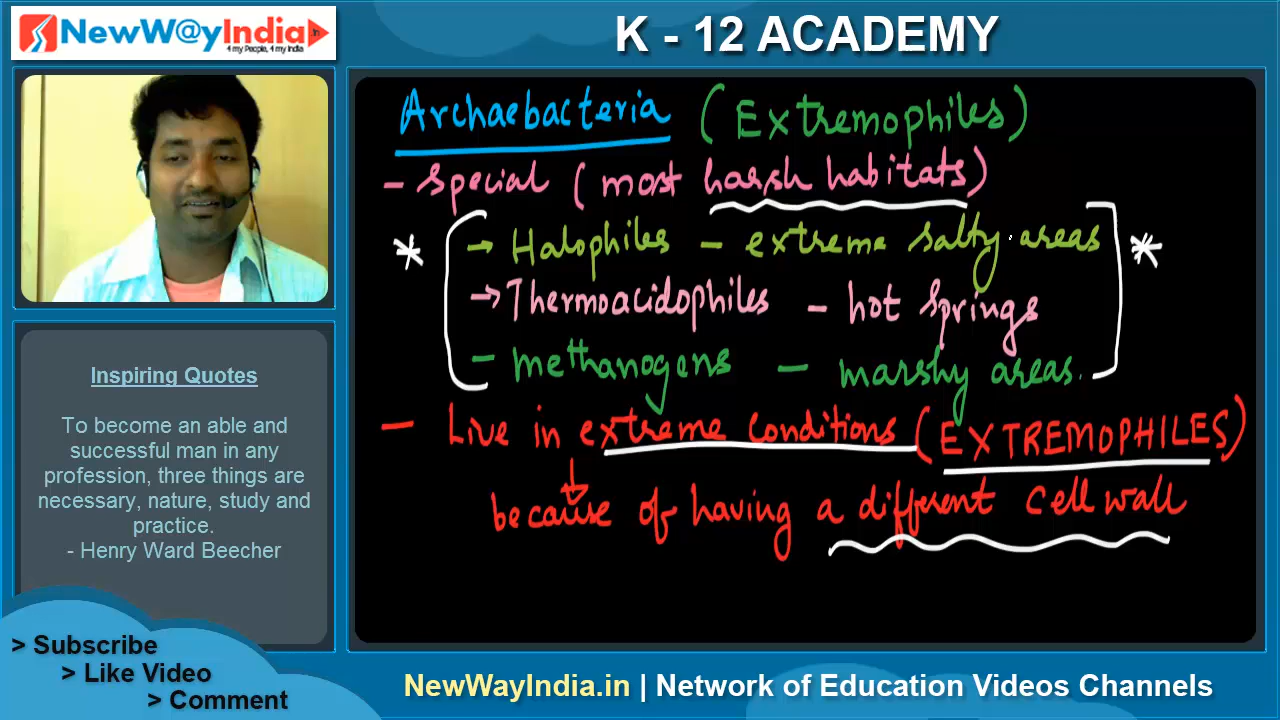 NewW@yIndia.in
4 my People, 4 my India
K - 12 ACADEMY
Archaebacteria (Extremophiles)
- Special (most harsh habitats)
* → Halophiles - extreme salty areas *
→ Thermoacidophiles - hot springs
- methanogens - marshy areas.
- Live in extreme conditions (EXTREMOPHILES)
because of having a different cell wall
Inspiring Quotes
To become an able and
successful man in any
profession, three things are
necessary, nature, study and
practice.
- Henry Ward Beecher
> Subscribe
> Like Video
> Comment
NewWayIndia.in | Network of Education Videos Channels